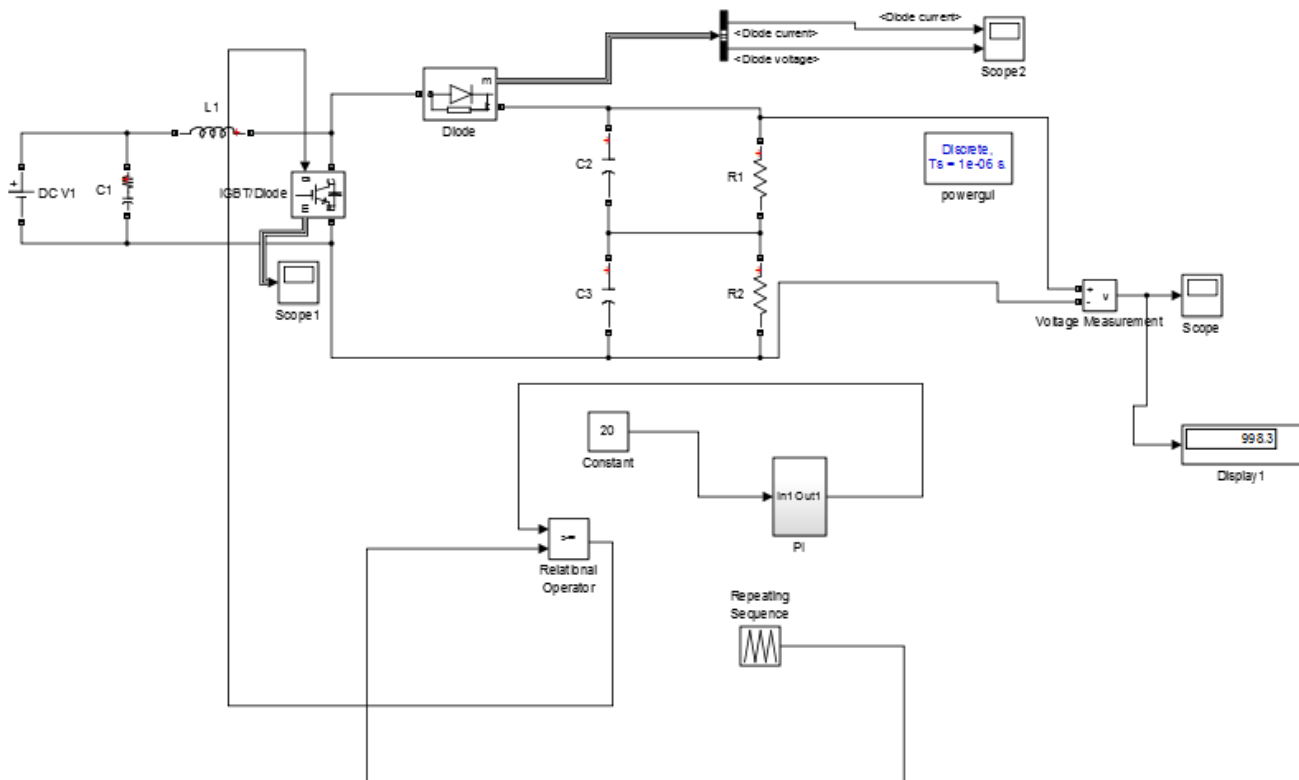 <Diode current>
<Diode current>
<Diode voltage>
Scope2
m
Diode
L1
DC V1
C1
IGBT/Diode
g
m
C
E
Scope1
C2
R1
Discrete,
Ts = 1e-06 s.
powergui
C3
R2
+
-
v
Voltage Measurement
Scope
998.3
Display1
20
Constant
In1 Out1
PI
>=
Relational
Operator
Repeating
Sequence